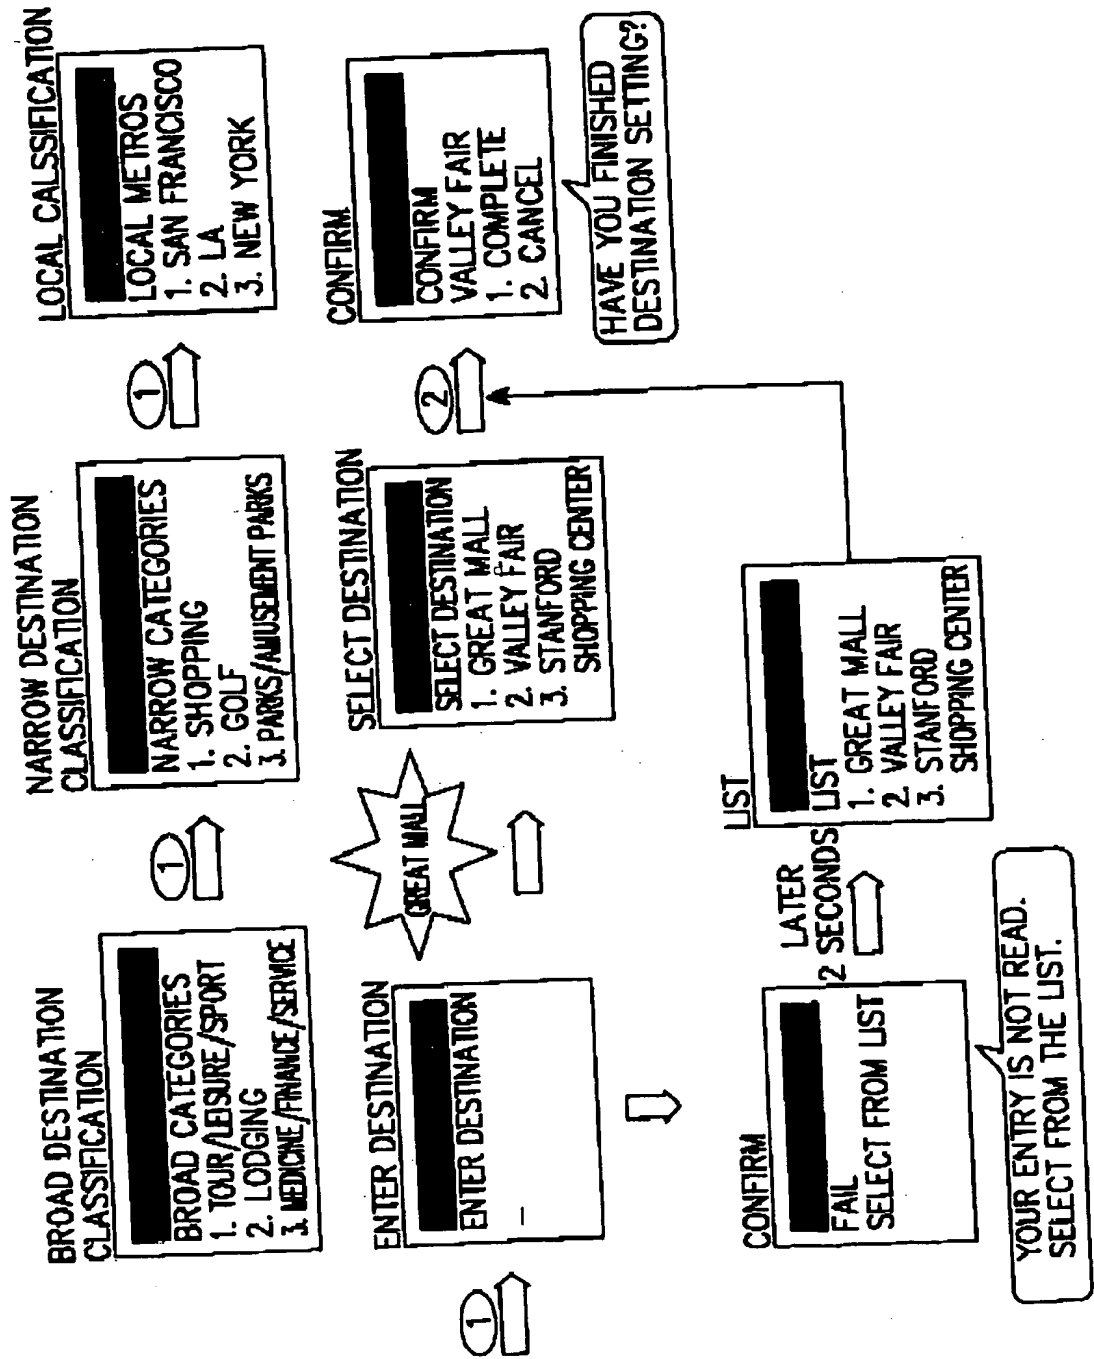 BROAD DESTINATION
CLASSIFICATION
BROAD CATEGORIES
1. TOUR/LEISURE/SPORT
2. LODGING
3. MEDICINE/FINANCE/SERVICE
1
NARROW DESTINATION
CLASSIFICATION
NARROW CATEGORIES
1. SHOPPING
2. GOLF
3. PARKS/AMUSEMENT PARKS
1
LOCAL CALSSIFICATION
LOCAL METROS
1. SAN FRANCISCO
2. LA
3. NEW YORK
1
ENTER DESTINATION
ENTER DESTINATION
_
GREAT MALL
SELECT DESTINATION
SELECT DESTINATION
1. GREAT MALL
2. VALLEY FAIR
3. STANFORD
SHOPPING CENTER
2
CONFIRM
CONFIRM
VALLEY FAIR
1. COMPLETE
2. CANCEL
HAVE YOU FINISHED
DESTINATION SETTING?
CONFIRM
FAIL
SELECT FROM LIST
YOUR ENTRY IS NOT READ.
SELECT FROM THE LIST.
LATER
2 SECONDS
LIST
LIST
1. GREAT MALL
2. VALLEY FAIR
3. STANFORD
SHOPPING CENTER